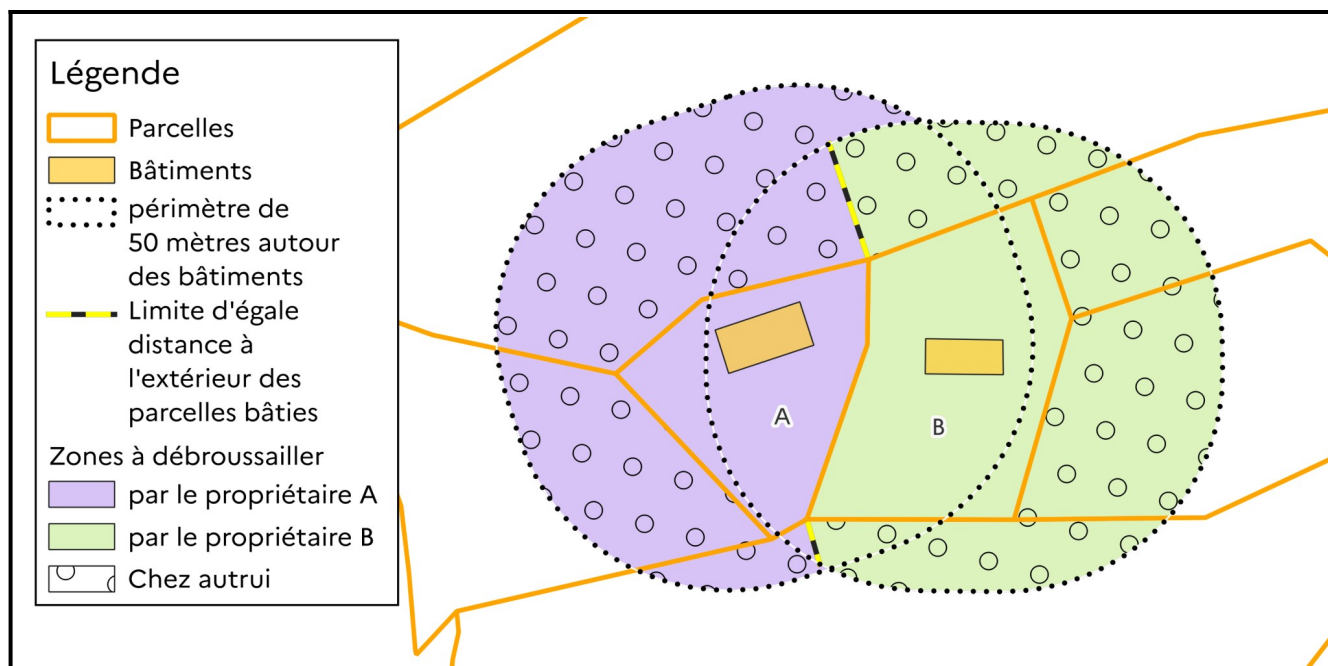 Légende
Parcelles
Bâtiments
périmètre de
50 mètres autour
des bâtiments
Limite d'égale
distance à
l'extérieur des
parcelles bâties
Zones à débroussailler
par le propriétaire A
par le propriétaire B
Chez autrui
A
B